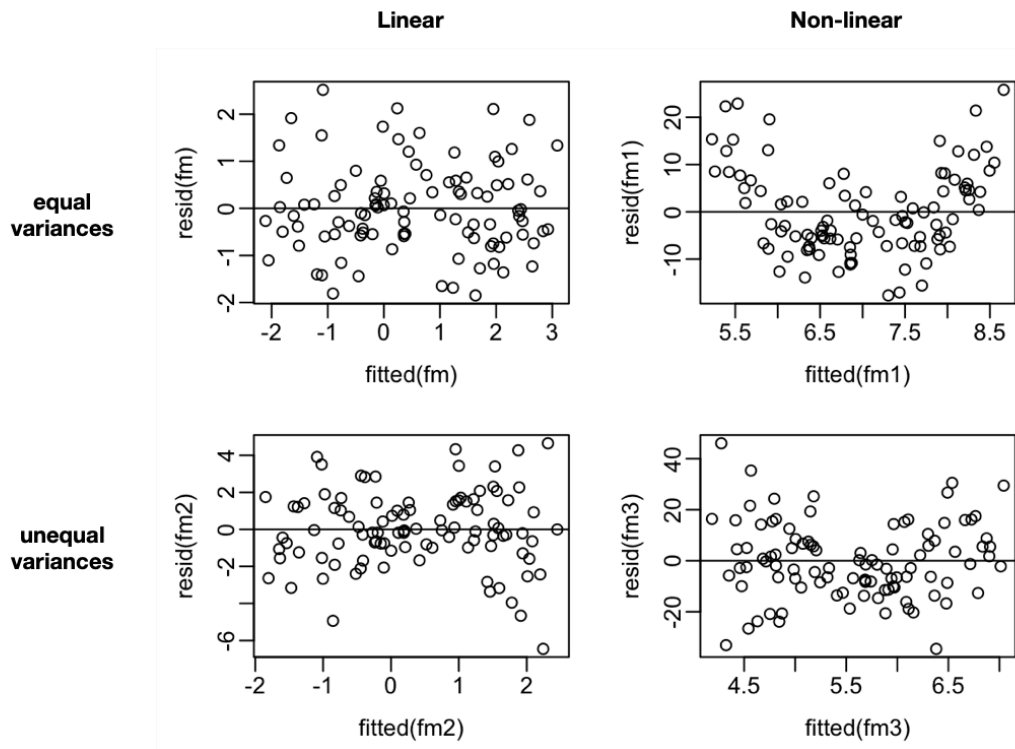 Linear
Non-linear
equal
variances
resid(fm)
2
1
0
-1
-2
-2 -1 0 1 2 3
fitted(fm)
resid(fm1)
20
10
0
-10
5.5 6.5 7.5 8.5
fitted(fm1)
unequal
variances
resid(fm2)
4
2
0
-2
-6
-2 -1 0 1 2
fitted(fm2)
resid(fm3)
40
20
0
-20
4.5 5.5 6.5
fitted(fm3)